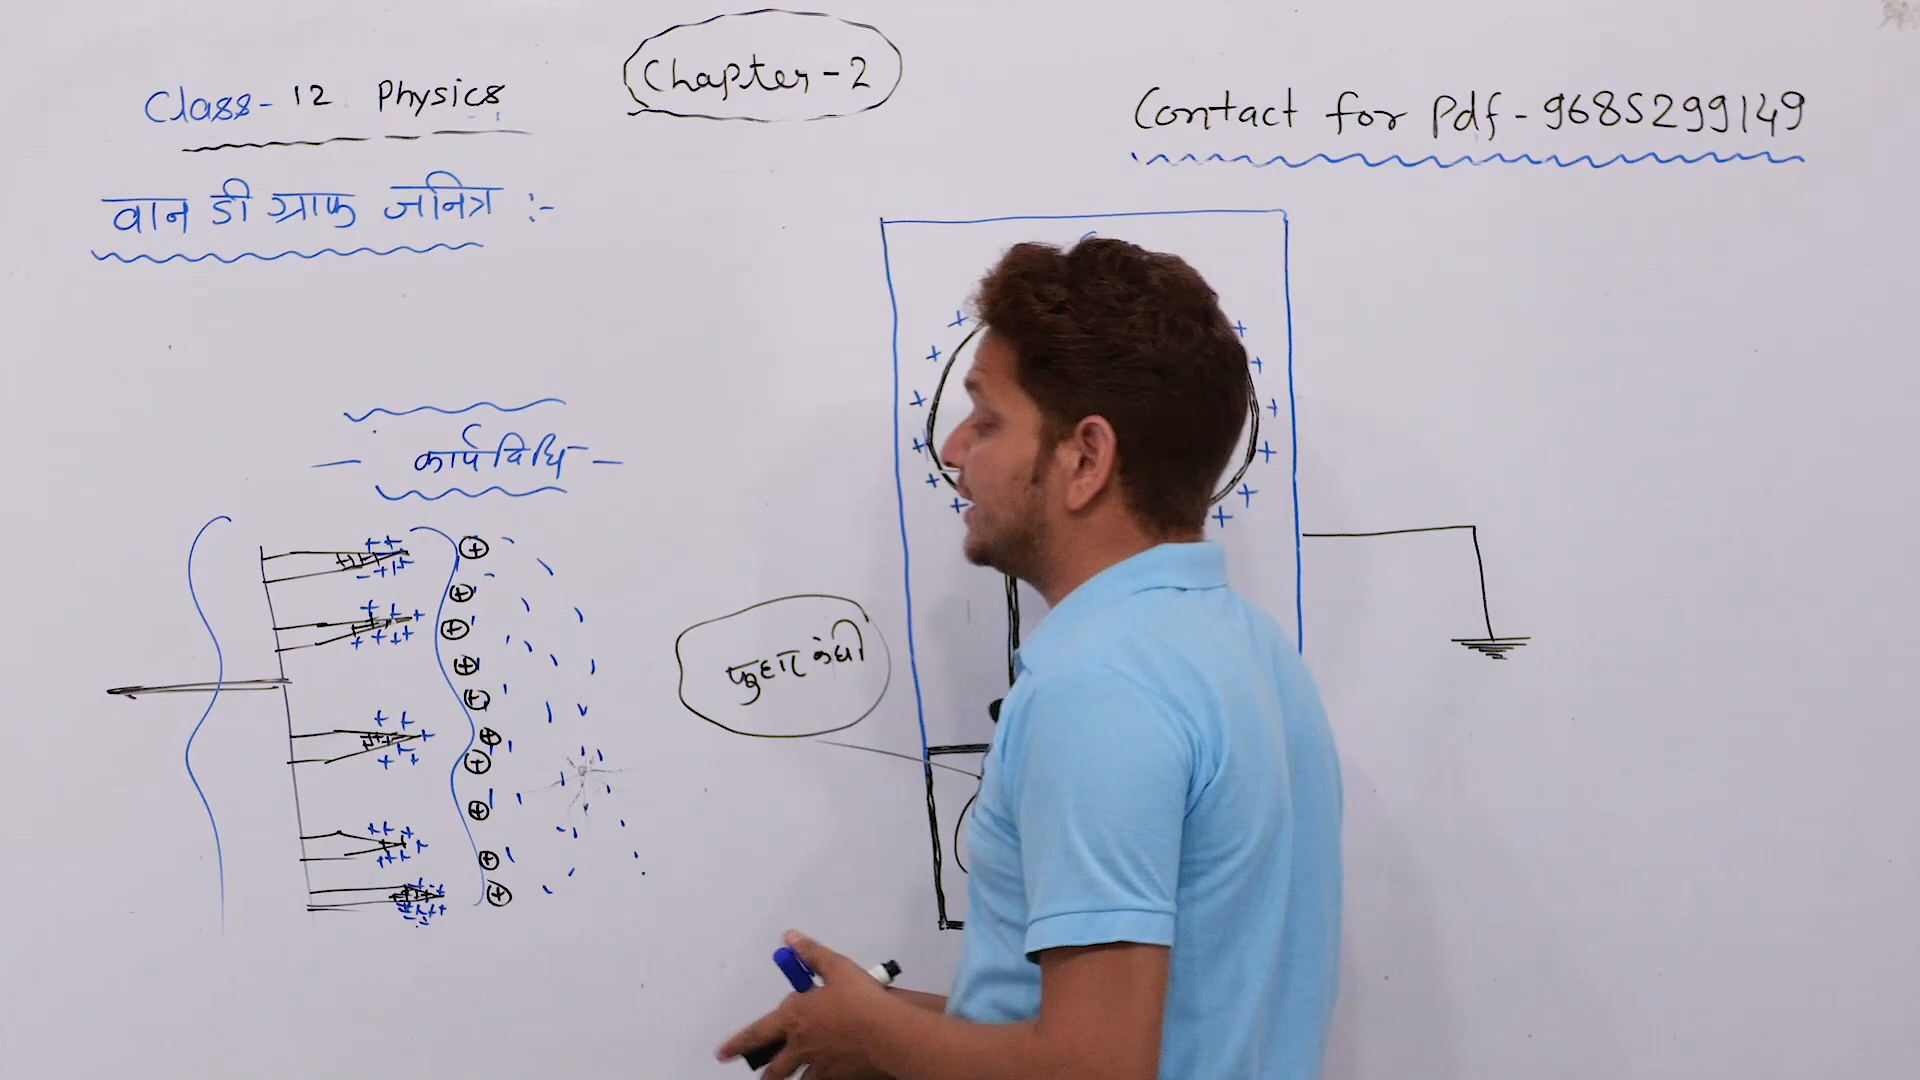 Class-12 Physics
Chapter-2
Contact for Pdf-9685299149
वान डी ग्राफ जनित्र :-
- कार्यविधि -
फुहार कंघी